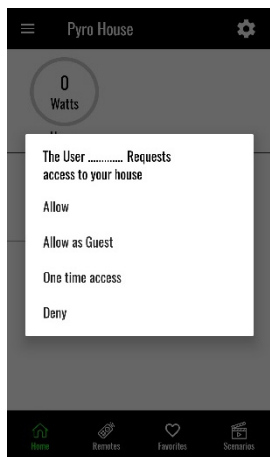 Pyro House
0
Watts
The User ............. Requests
access to your house
Allow
Allow as Guest
One time access
Deny
Home
Remotes
Favorites
Scenarios